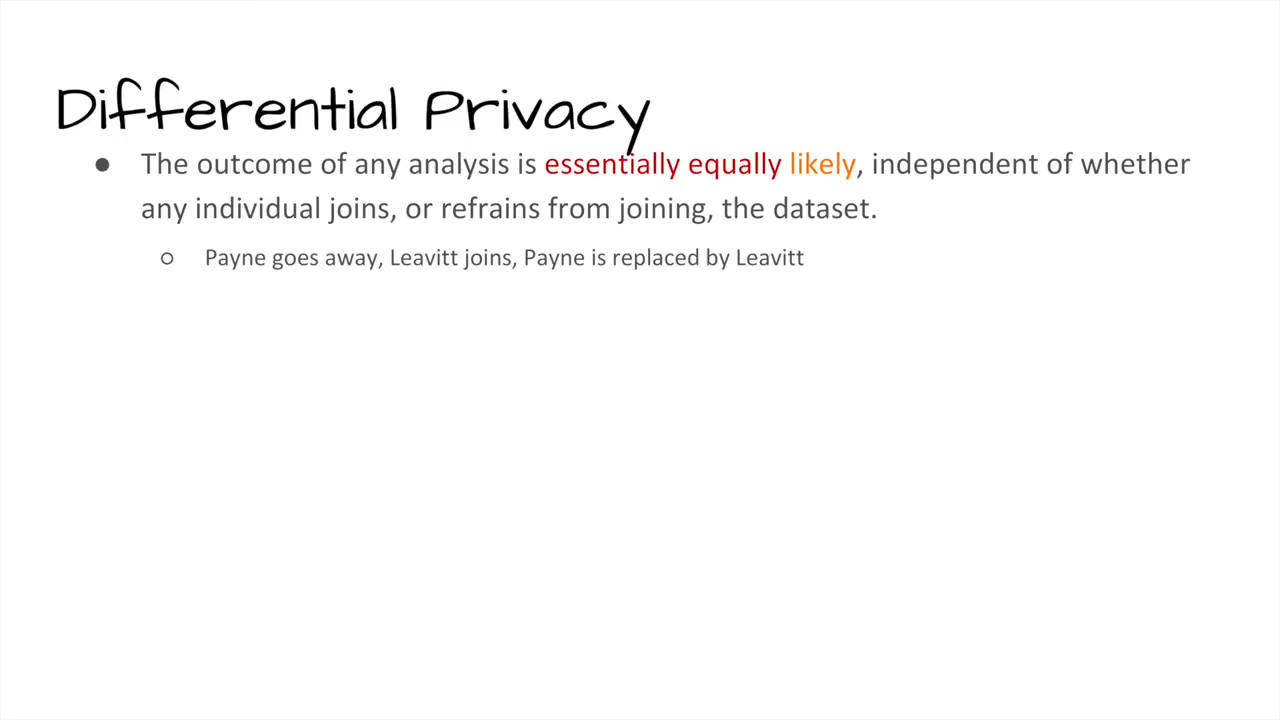 Differential Privacy
● The outcome of any analysis is essentially equally likely, independent of whether
any individual joins, or refrains from joining, the dataset.
○ Payne goes away, Leavitt joins, Payne is replaced by Leavitt